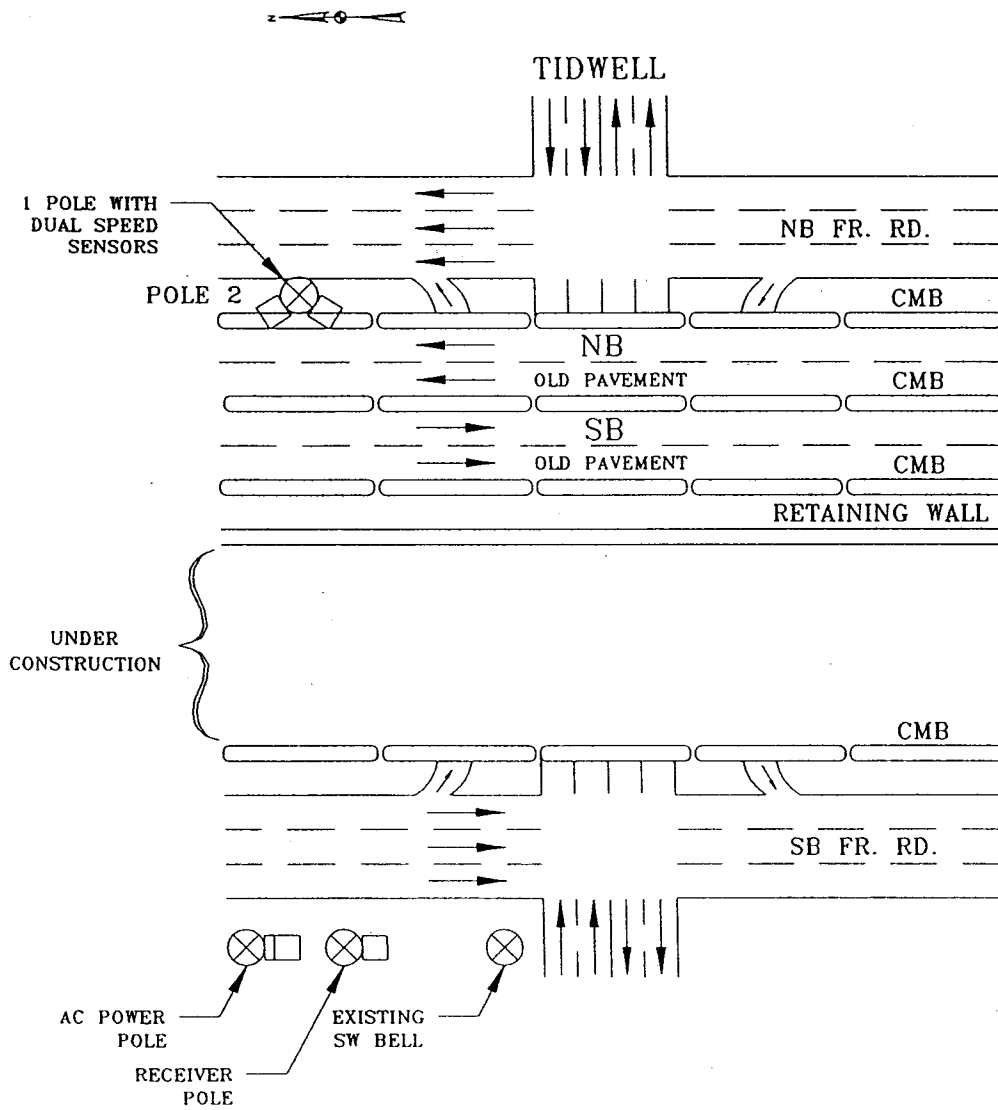 Z
TIDWELL
1 POLE WITH
DUAL SPEED
SENSORS
NB FR. RD.
POLE 2
CMB
NB
OLD PAVEMENT
CMB
SB
OLD PAVEMENT
CMB
RETAINING WALL
UNDER
CONSTRUCTION
CMB
SB FR. RD.
AC POWER
POLE
EXISTING
SW BELL
RECEIVER
POLE